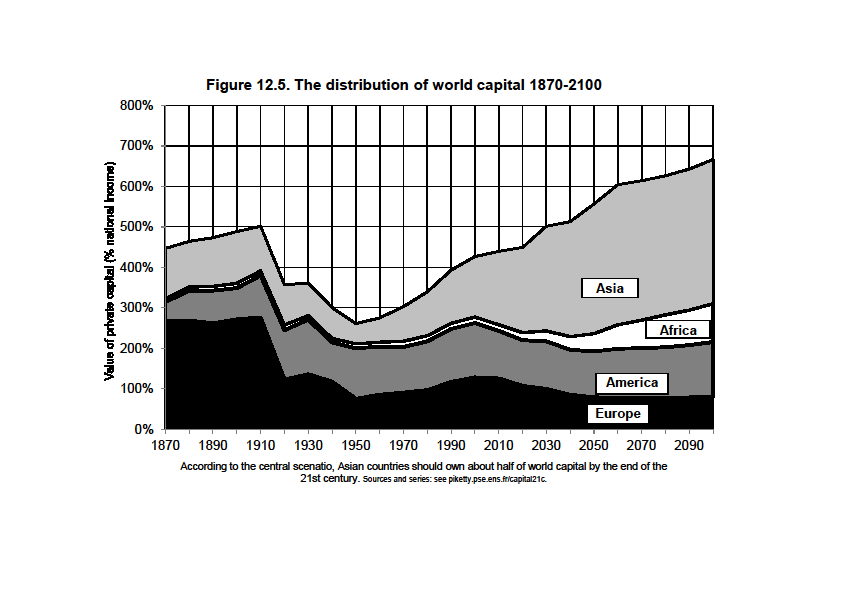 Figure 12.5. The distribution of world capital 1870-2100
800%
700%
600%
500%
400%
300%
200%
100%
0%
Value of private capital (% national income)
Asia
Africa
America
Europe
1870 1890 1910 1930 1950 1970 1990 2010 2030 2050 2070 2090
According to the central scenatio, Asian countries should own about half of world capital by the end of the
21st century. Sources and series: see piketty.pse.ens.fr/capital21c.